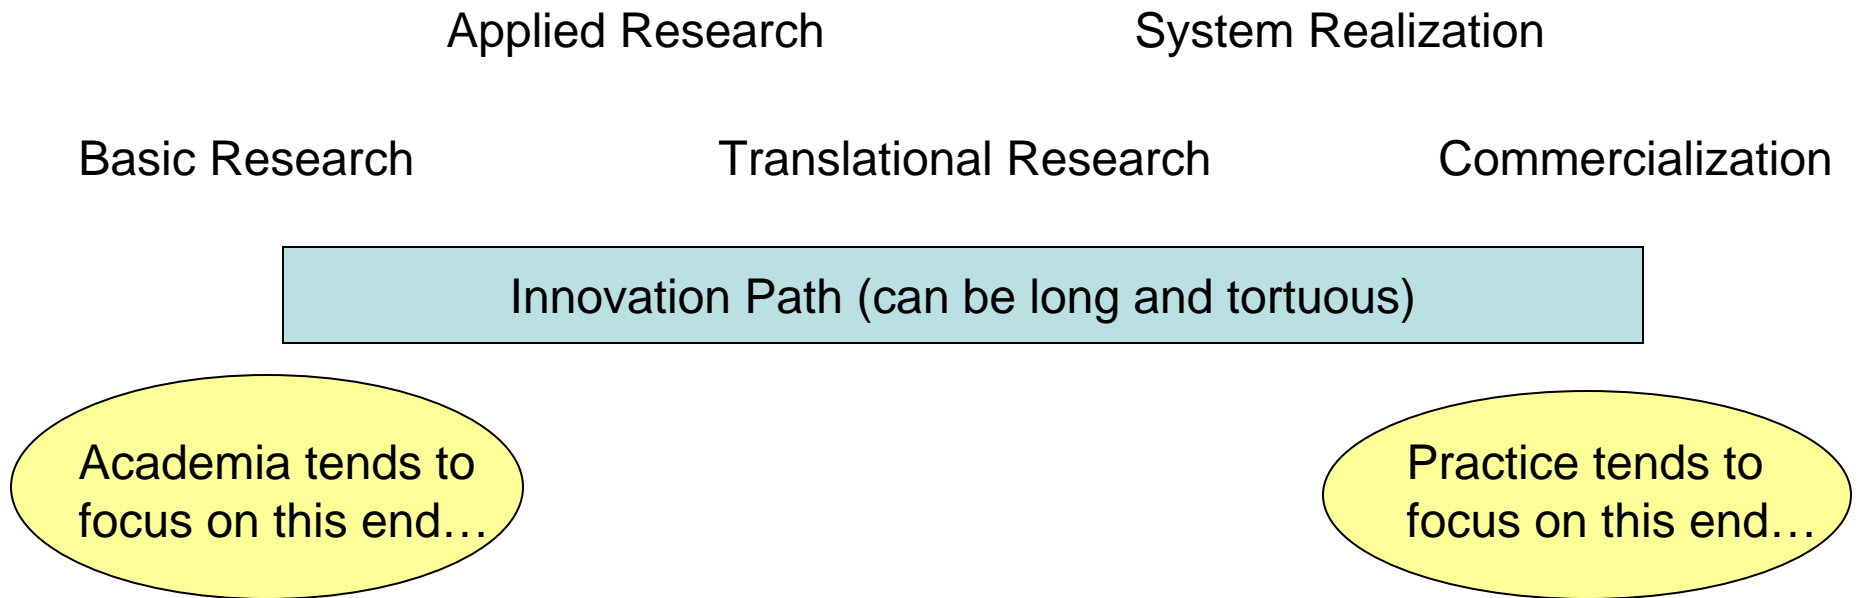 Applied Research
System Realization
Basic Research
Translational Research
Commercialization
Innovation Path (can be long and tortuous)
Academia tends to
focus on this end…
Practice tends to
focus on this end…